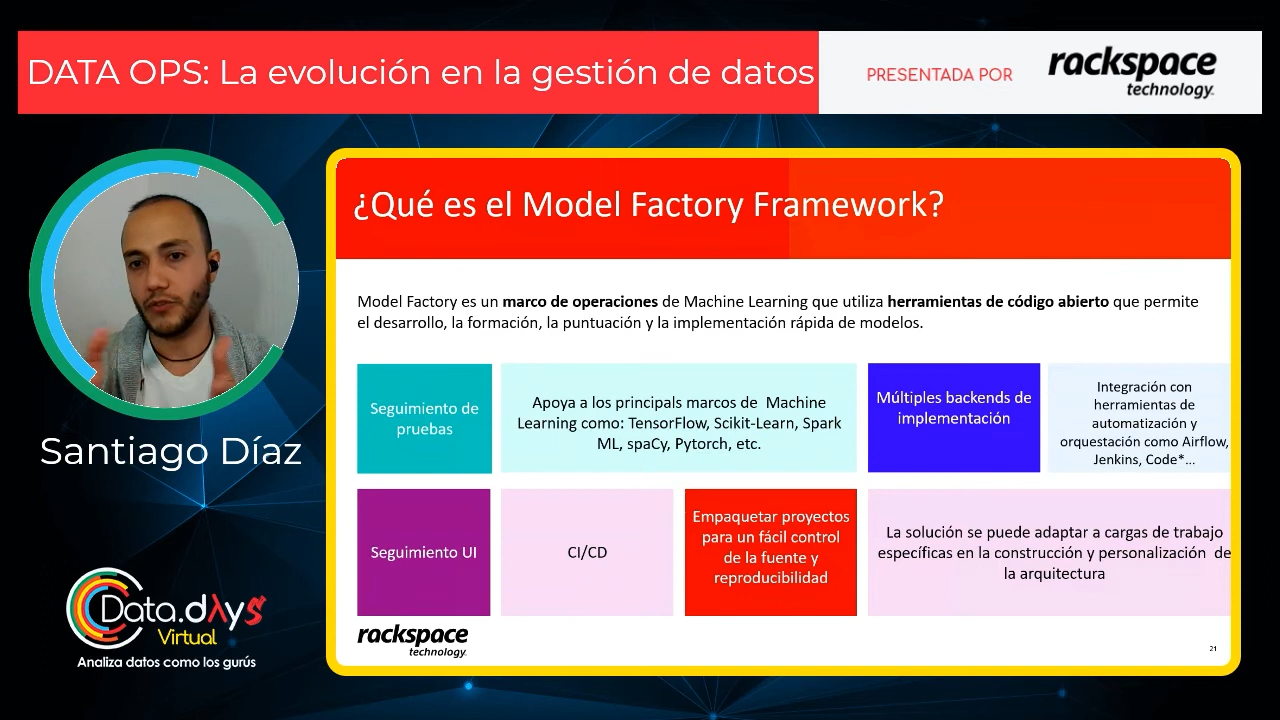 DATA OPS: La evolución en la gestión de datos
PRESENTADA POR
rackspace
technology.
¿Qué es el Model Factory Framework?
Model Factory es un marco de operaciones de Machine Learning que utiliza herramientas de código abierto que permite
el desarrollo, la formación, la puntuación y la implementación rápida de modelos.
Seguimiento de
pruebas
Apoya a los principals marcos de Machine
Learning como: TensorFlow, Scikit-Learn, Spark
ML, spaCy, Pytorch, etc.
Múltiples backends de
implementación
Integración con
herramientas de
automatización y
orquestación como Airflow,
Jenkins, Code*...
Seguimiento UI
CI/CD
Empaquetar proyectos
para un fácil control
de la fuente y
reproducibilidad
La solución se puede adaptar a cargas de trabajo
específicas en la construcción y personalización de
la arquitectura
rackspace
technology.
21
Santiago Díaz
Data.dAys
Virtual
Analiza datos como los gurús